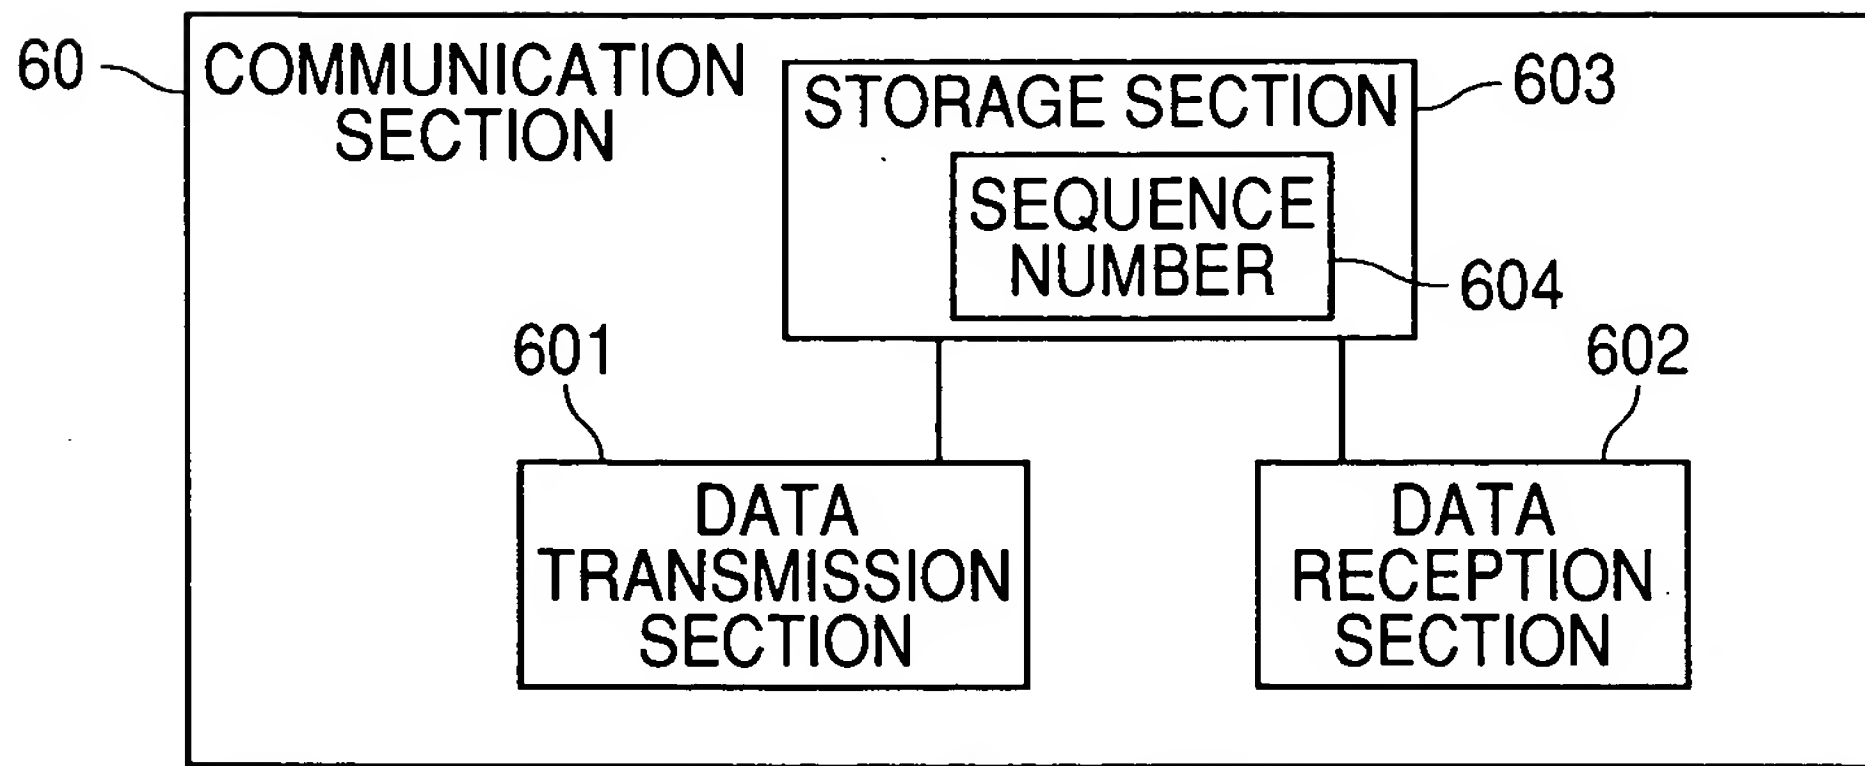 60
COMMUNICATION
SECTION
STORAGE SECTION
603
SEQUENCE
NUMBER
604
601
602
DATA
TRANSMISSION
SECTION
DATA
RECEPTION
SECTION